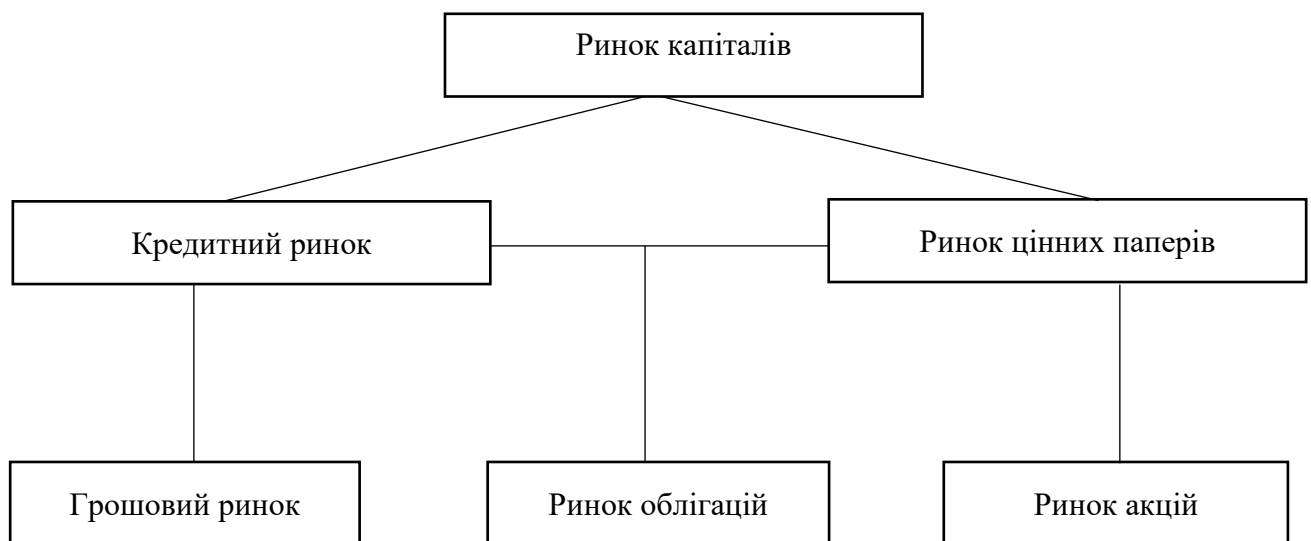 Ринок капіталів
Кредитний ринок
Ринок цінних паперів
Грошовий ринок
Ринок облігацій
Ринок акцій